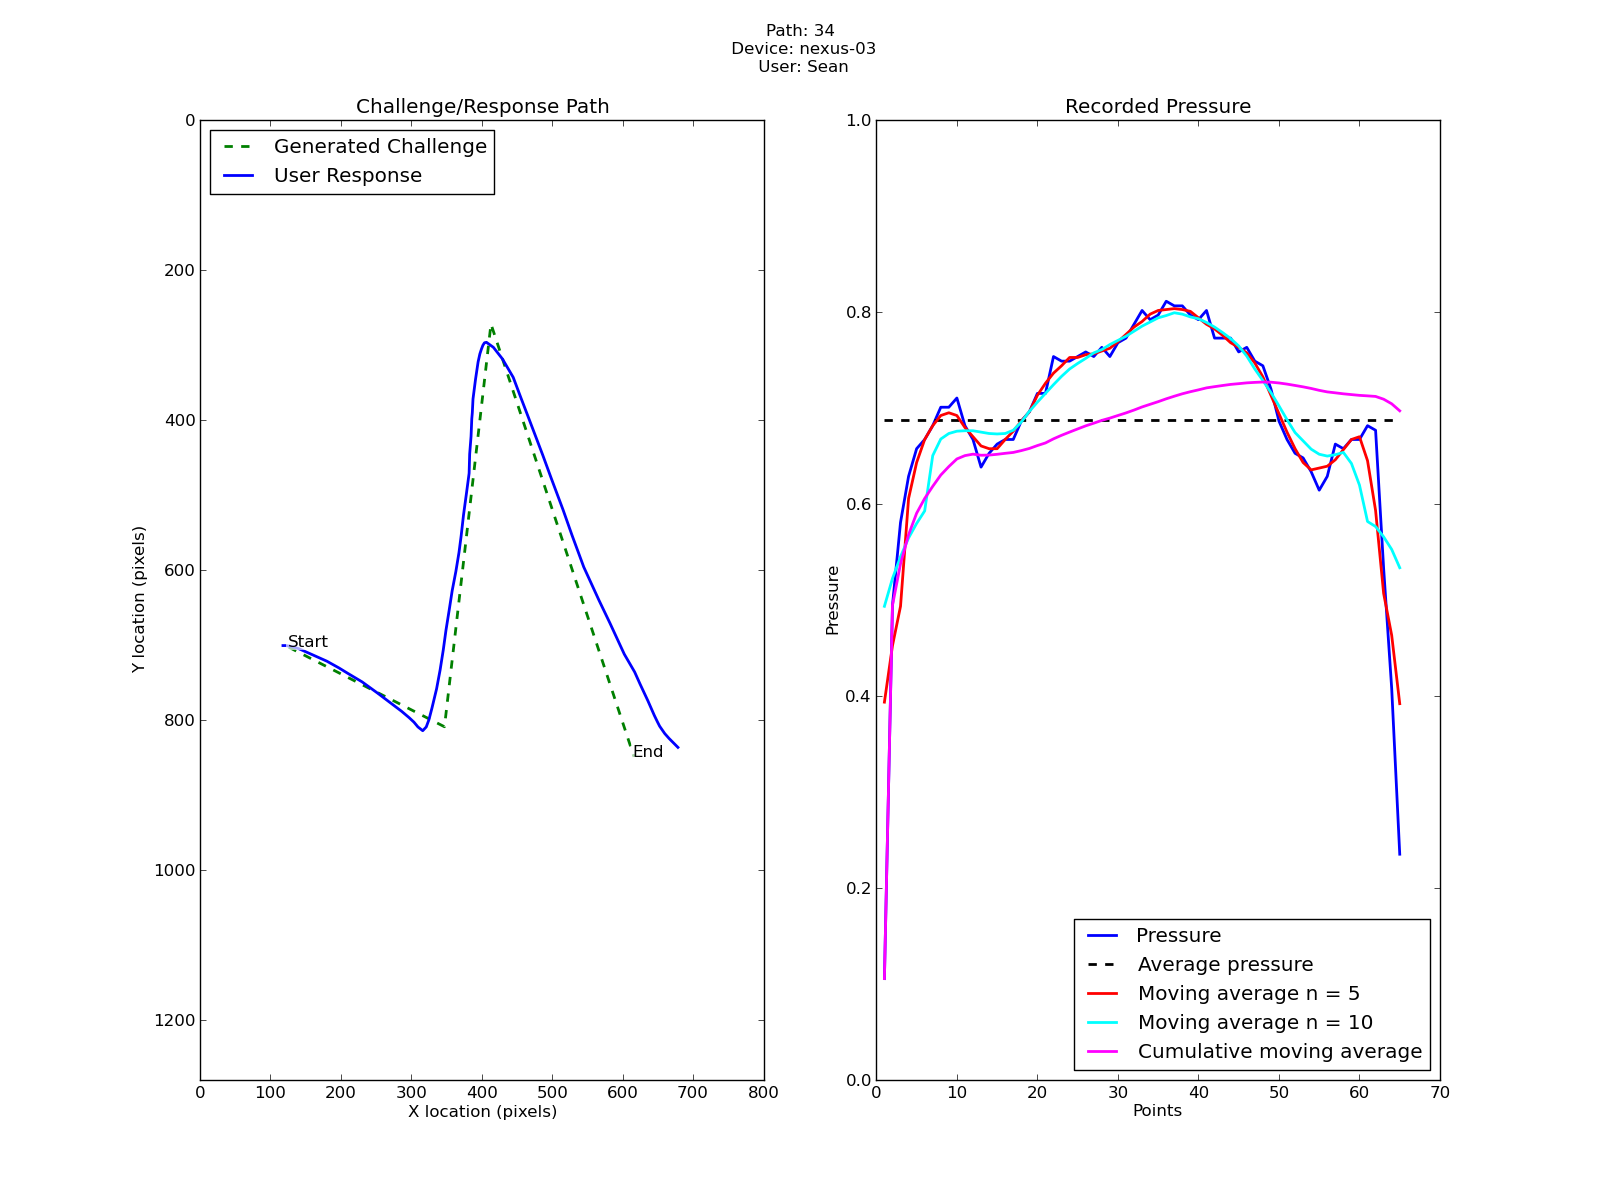 Path: 34
Device: nexus-03
User: Sean
Challenge/Response Path
Generated Challenge
User Response
Y location (pixels)
0
200
400
600
800
1000
1200
Start
End
0 100 200 300 400 500 600 700 800
X location (pixels)
Recorded Pressure
Pressure
1.0
0.8
0.6
0.4
0.2
0.0
Pressure
Average pressure
Moving average n = 5
Moving average n = 10
Cumulative moving average
0 10 20 30 40 50 60 70
Points